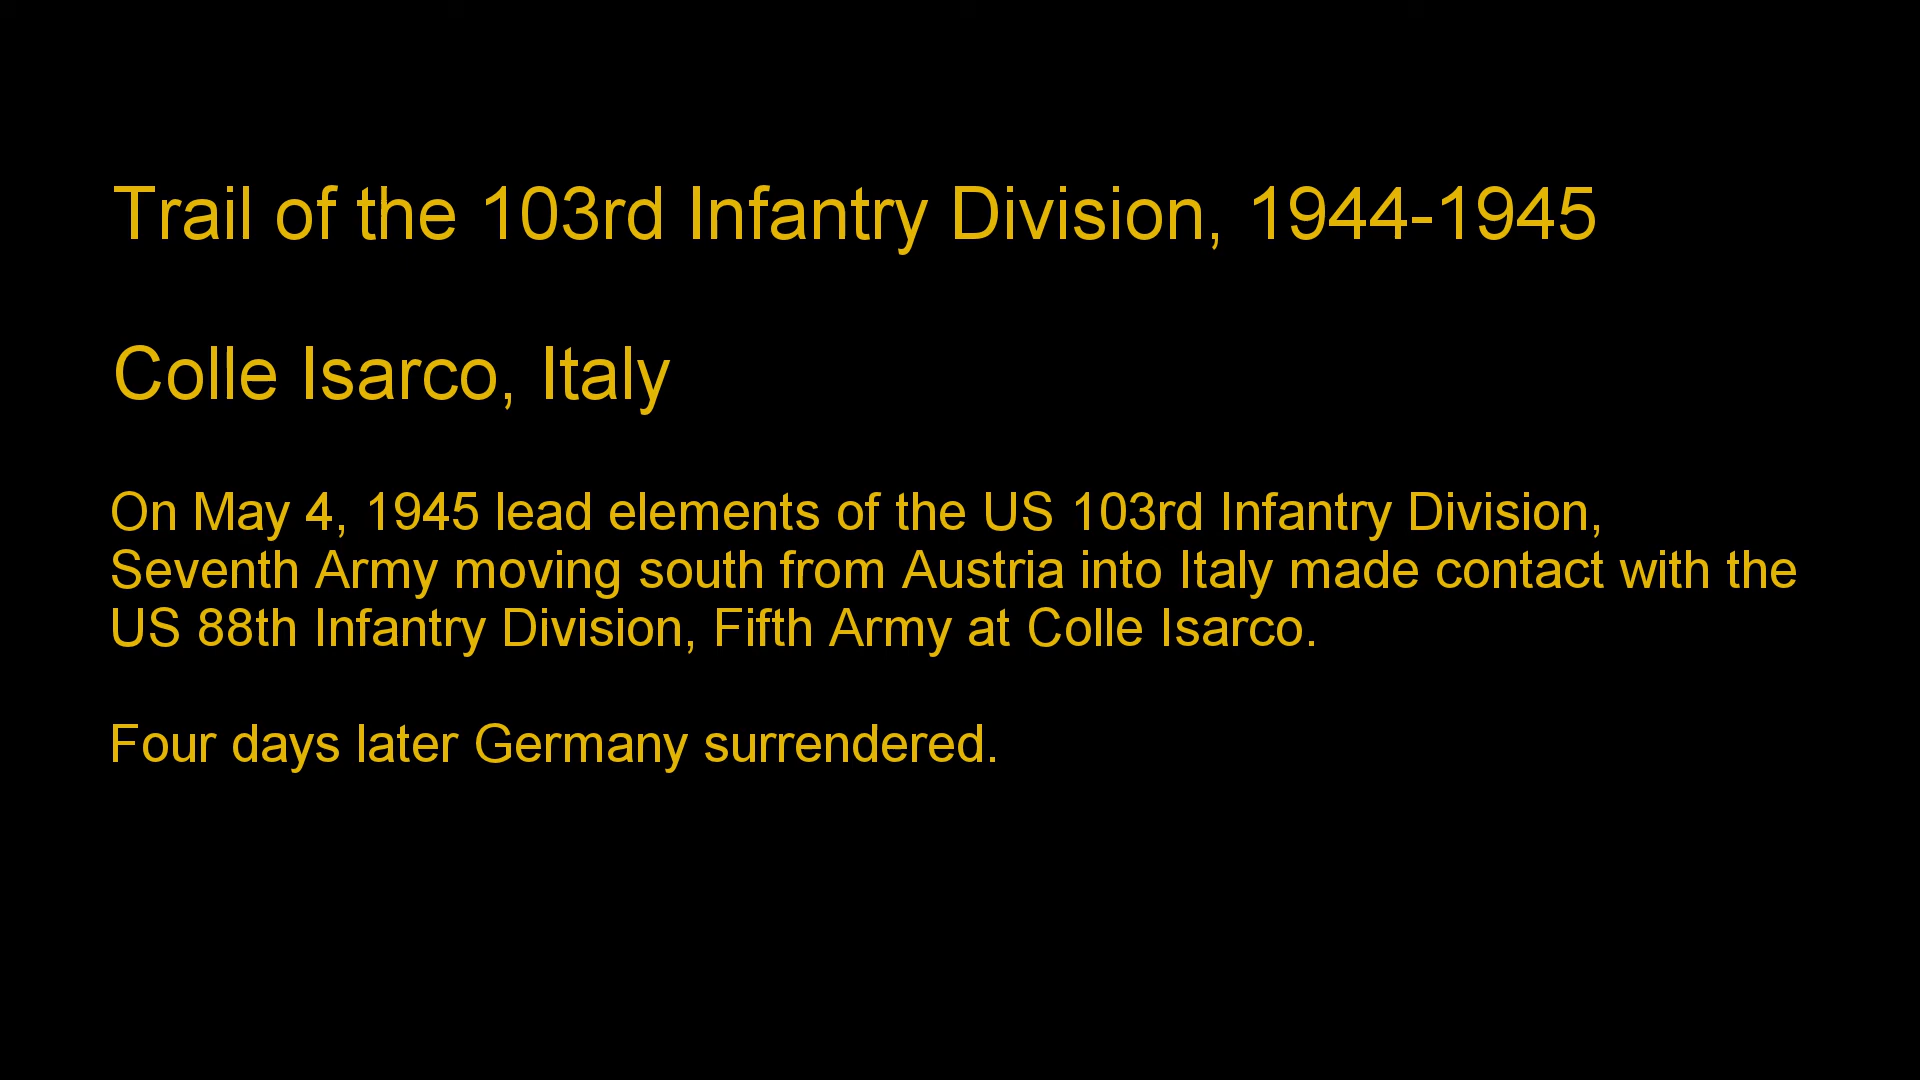 Trail of the 103rd Infantry Division, 1944-1945
Colle Isarco, Italy
On May 4, 1945 lead elements of the US 103rd Infantry Division,
Seventh Army moving south from Austria into Italy made contact with the
US 88th Infantry Division, Fifth Army at Colle Isarco.
Four days later Germany surrendered.